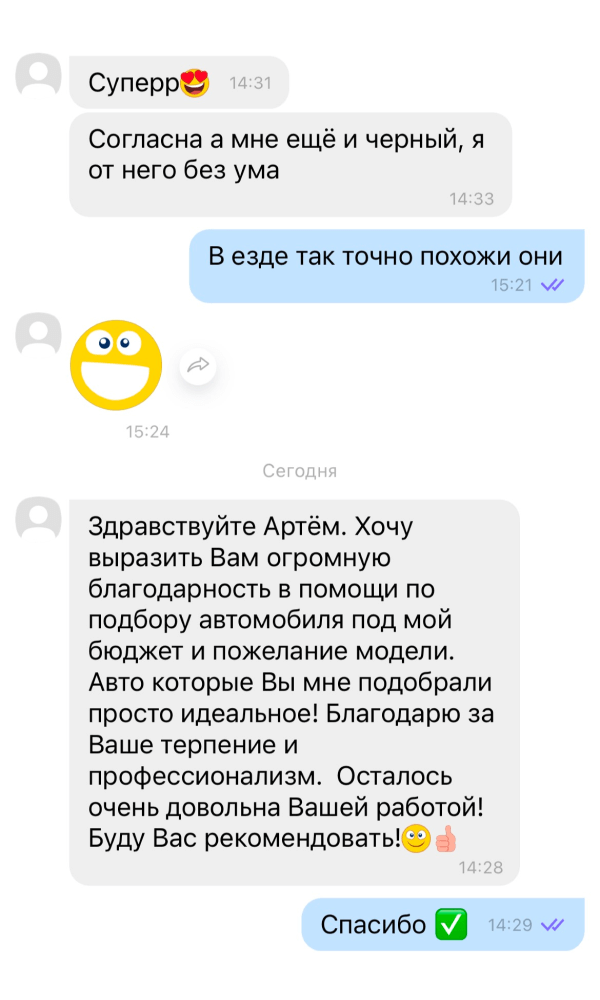 Суперр😍 14:31
Согласна а мне ещё и черный, я
от него без ума
14:33
В езде так точно похожи они
15:21
15:24
Сегодня
Здравствуйте Артём. Хочу
выразить Вам огромную
благодарность в помощи по
подбору автомобиля под мой
бюджет и пожелание модели.
Авто которые Вы мне подобрали
просто идеальное! Благодарю за
Ваше терпение и
профессионализм.  Осталось
очень довольна Вашей работой!
Буду Вас рекомендовать!🙂👍
14:28
Спасибо ✅ 14:29